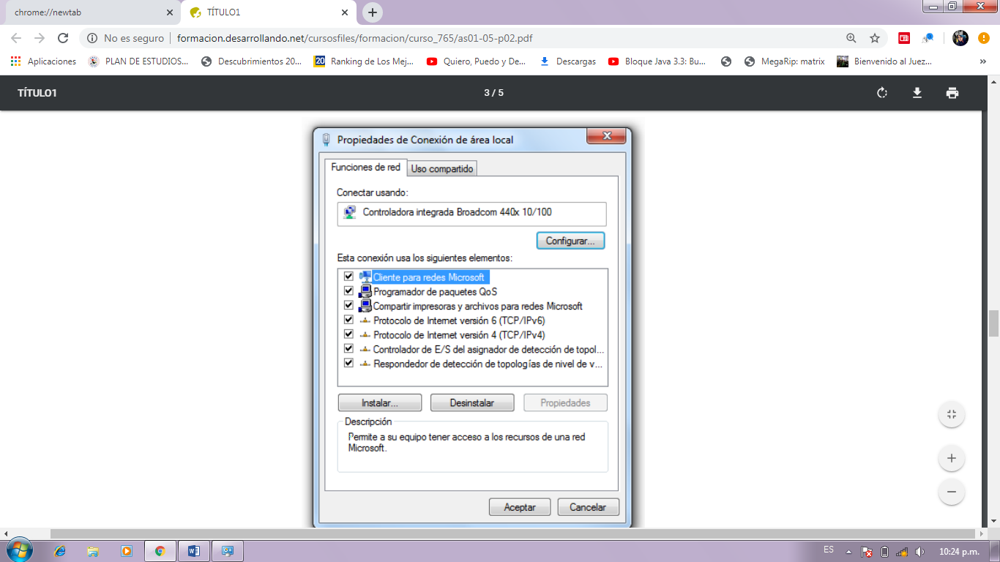 chrome://newtab
TÍTULO1
No es seguro | formacion.desarrollando.net/cursosfiles/formacion/curso_765/as01-05-p02.pdf
Aplicaciones PLAN DE ESTUDIOS... Descubrimientos 20... 20 Ranking de Los Mej... Quiero, Puedo y De... Descargas Bloque Java 3.3: Bu... MegaRip: matrix Bienvenido al Juez... »
TÍTULO1 3 / 5
Propiedades de Conexión de área local
Funciones de red Uso compartido
Conectar usando:
Controladora integrada Broadcom 440x 10/100
Configurar...
Esta conexión usa los siguientes elementos:
Cliente para redes Microsoft
Programador de paquetes QoS
Compartir impresoras y archivos para redes Microsoft
Protocolo de Internet versión 6 (TCP/IPv6)
Protocolo de Internet versión 4 (TCP/IPv4)
Controlador de E/S del asignador de detección de topol...
Respondedor de detección de topologías de nivel de v...
Instalar... Desinstalar Propiedades
Descripción
Permite a su equipo tener acceso a los recursos de una red
Microsoft.
Aceptar Cancelar
ES 10:24 p.m.